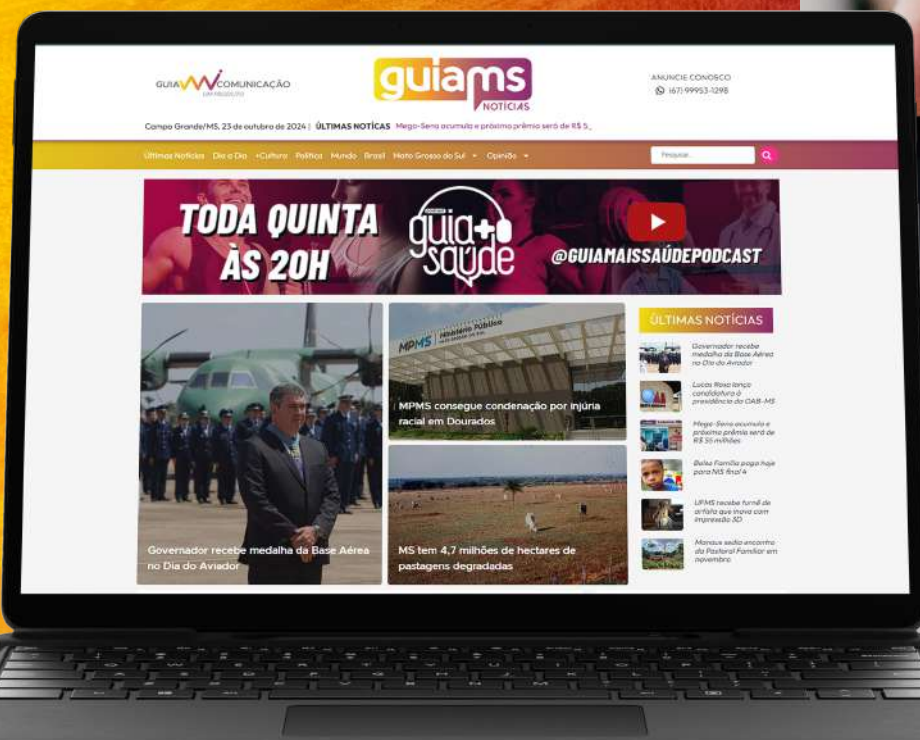 GUIA COMUNICAÇÃO
guiams
NOTÍCIAS
ANUNCIE CONOSCO
(67) 99953-1298
Campo Grande/MS, 23 de outubro de 2024 | ÚLTIMAS NOTÍCAS Mega-Sena acumula e próximo prêmio será de R$ 5_
Últimas Notícias Dia a Dia +Cultura Política Mundo Brasil Mato Grosso do Sul Opinião
Pesquisar...
TODA QUINTA
ÀS 20H
PODCAST
guia+
saúde
@GUIAMAISSAÚDEPODCAST
MPMS Ministério Público
MPMS consegue condenação por injúria
racial em Dourados
Governador recebe medalha da Base Aérea
no Dia do Aviador
MS tem 4,7 milhões de hectares de
pastagens degradadas
ÚLTIMAS NOTÍCIAS
Governador recebe
medalha da Base Aérea
no Dia do Aviador
Lucas Rosa lança
candidatura à
presidência da OAB-MS
Mega-Sena acumula e
próximo prêmio será de
R$ 55 milhões
Bolsa Família paga hoje
para NIS final 4
UFMS recebe turnê de
artista que inova com
impressão 3D
Manaus sedia encontro
da Pastoral Familiar em
novembro